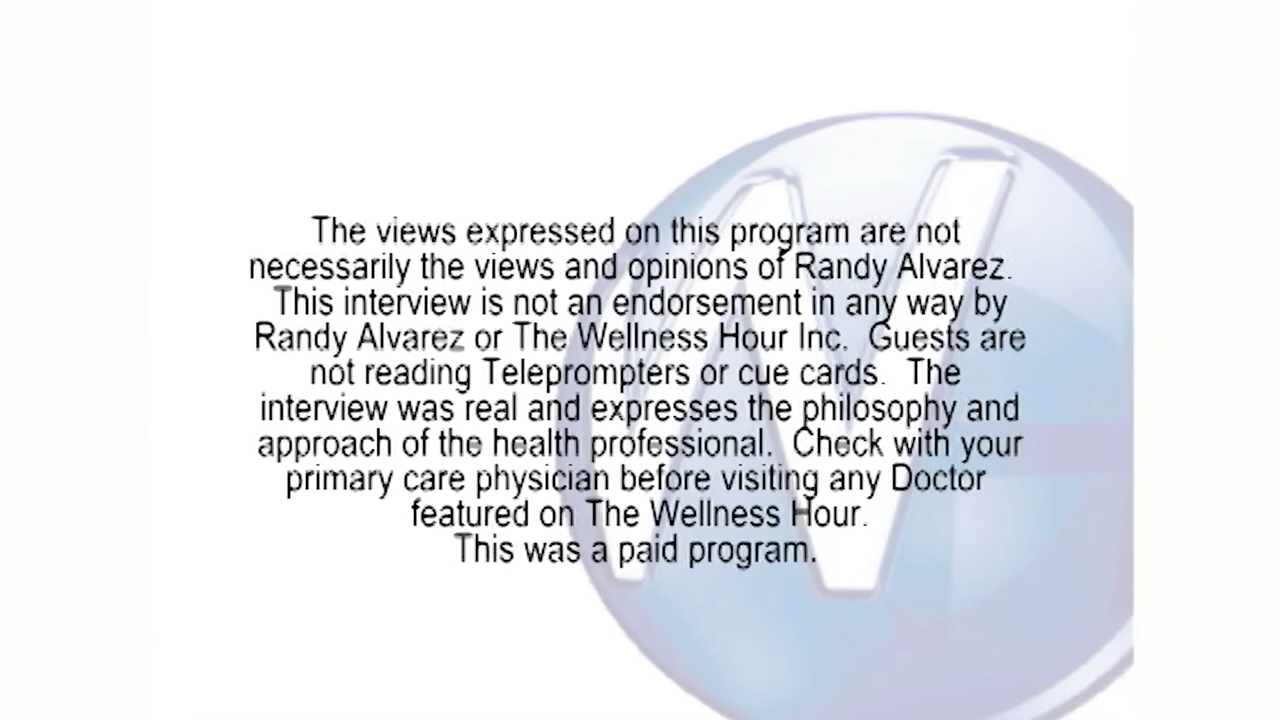 The views expressed on this program are not
necessarily the views and opinions of Randy Alvarez.
This interview is not an endorsement in any way by
Randy Alvarez or The Wellness Hour Inc.  Guests are
not reading Teleprompters or cue cards.  The
interview was real and expresses the philosophy and
approach of the health professional.  Check with your
primary care physician before visiting any Doctor
featured on The Wellness Hour.
This was a paid program.